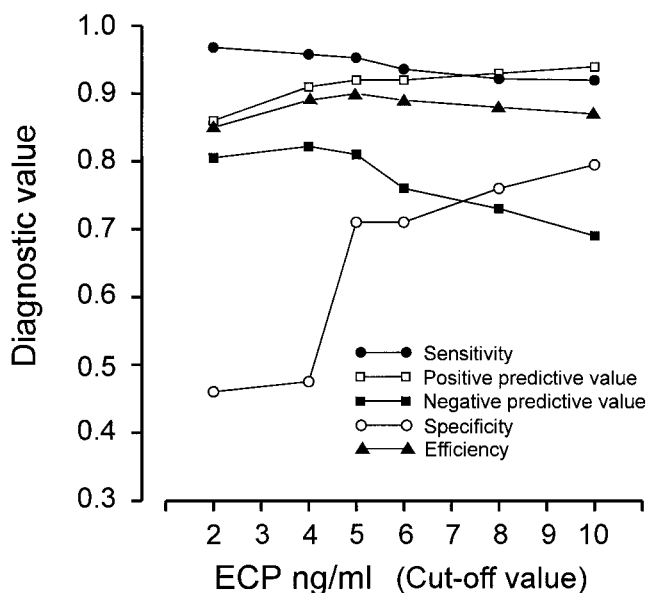 Diagnostic value
1.0
0.9
0.8
0.7
0.6
0.5
0.4
0.3
Sensitivity
Positive predictive value
Negative predictive value
Specificity
Efficiency
2 3 4 5 6 7 8 9 10
ECP ng/ml (Cut-off value)